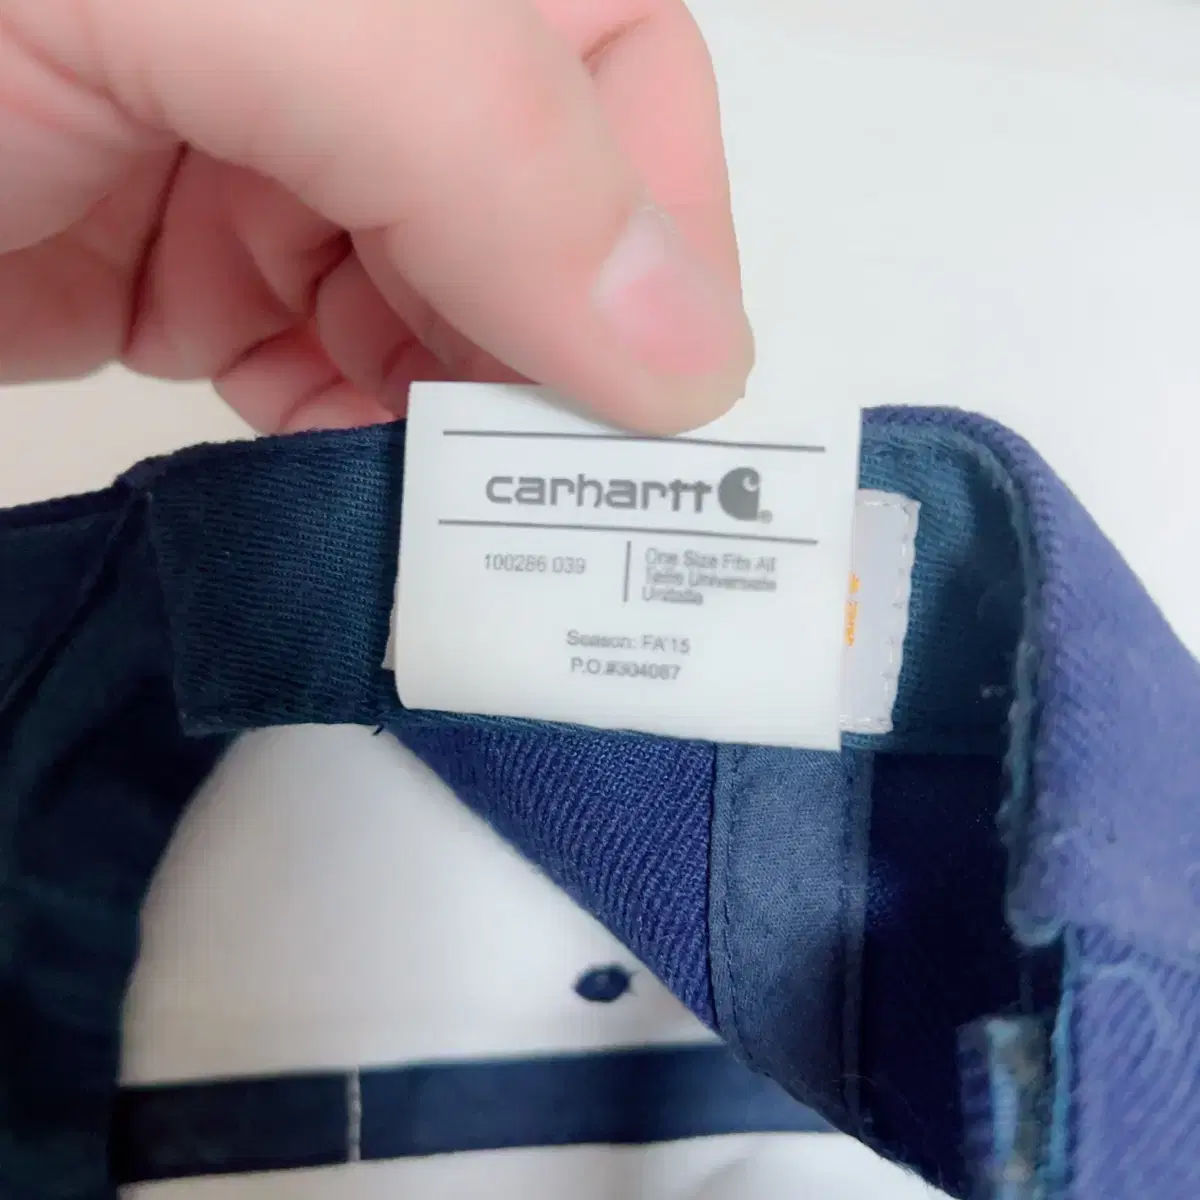 carhartt
100286 039
One Size Fits All
Taille Universelle
Unitalla
Season: FA'15
P.O.#304087